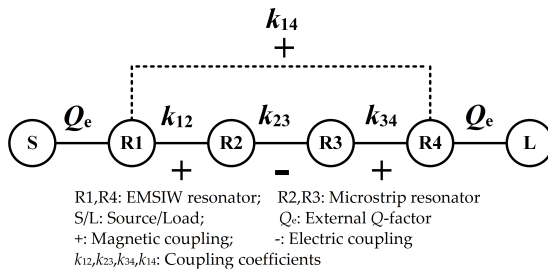 k14
+
Qe k12 k23 k34 Qe
S R1 R2 R3 R4 L
+ - +
R1,R4: EMSIW resonator; R2,R3: Microstrip resonator
S/L: Source/Load; Qe: External Q-factor
+: Magnetic coupling; -: Electric coupling
k12,k23,k34,k14: Coupling coefficients